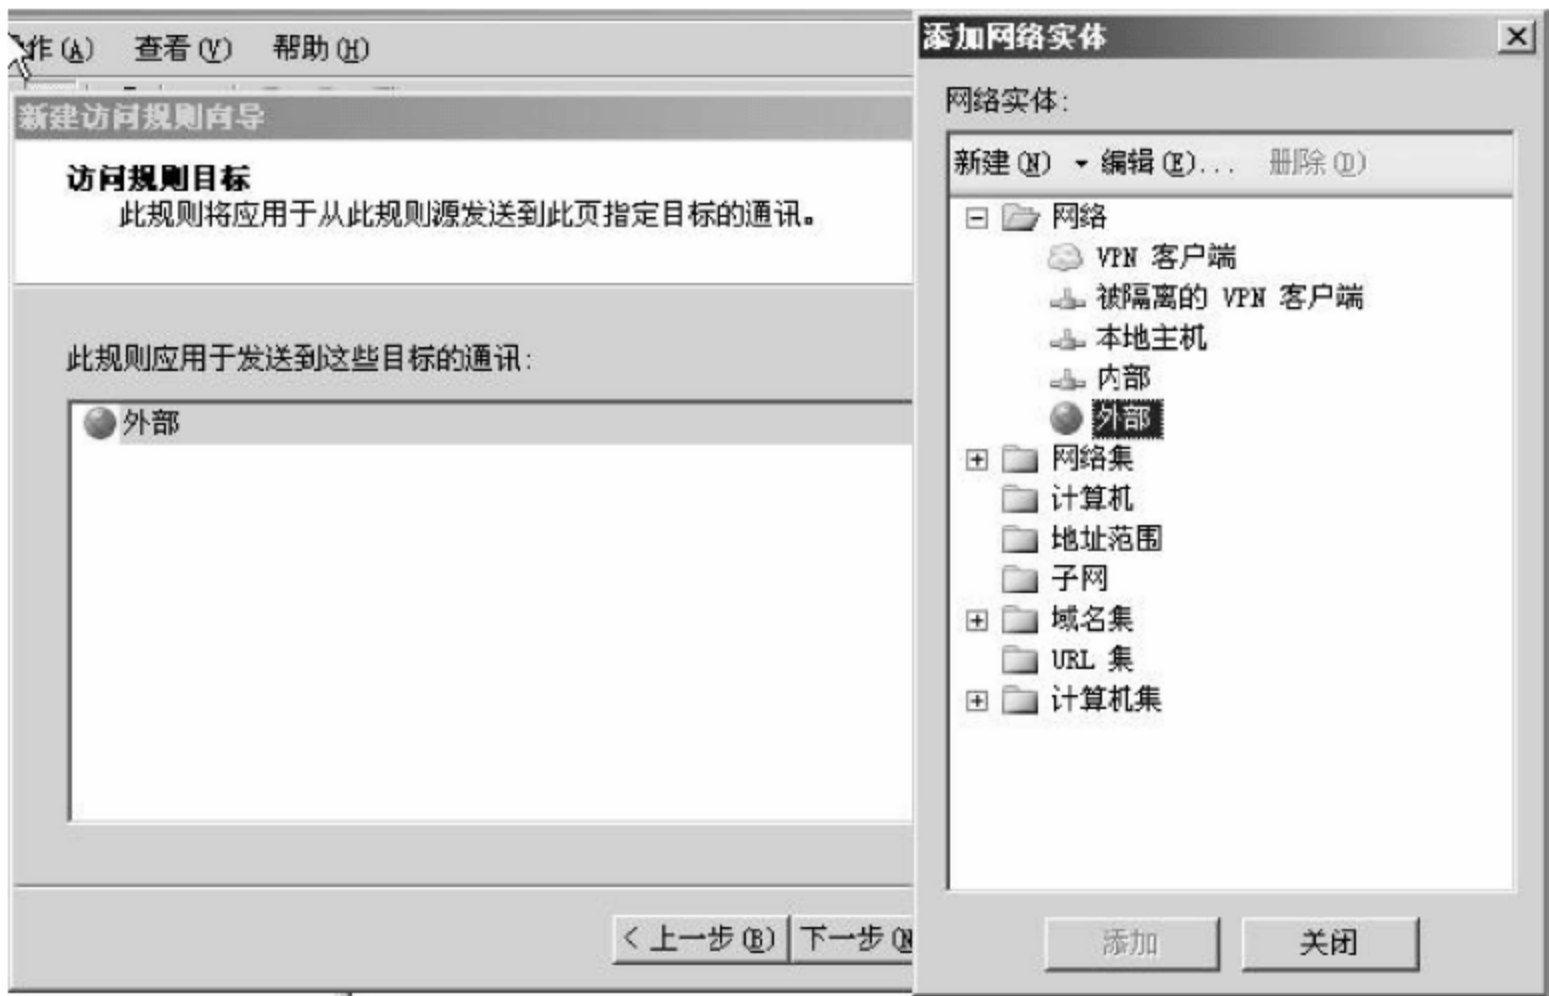 作(A) 查看(V) 帮助(H)
新建访问规则向导
访问规则目标
此规则将应用于从此规则源发送到此页指定目标的通讯。
此规则应用于发送到这些目标的通讯:
外部
< 上一步(B) 下一步(N
添加网络实体
网络实体:
新建(N) 编辑(E)... 删除(D)
网络
VPN 客户端
被隔离的 VPN 客户端
本地主机
内部
外部
网络集
计算机
地址范围
子网
域名集
URL 集
计算机集
添加 关闭